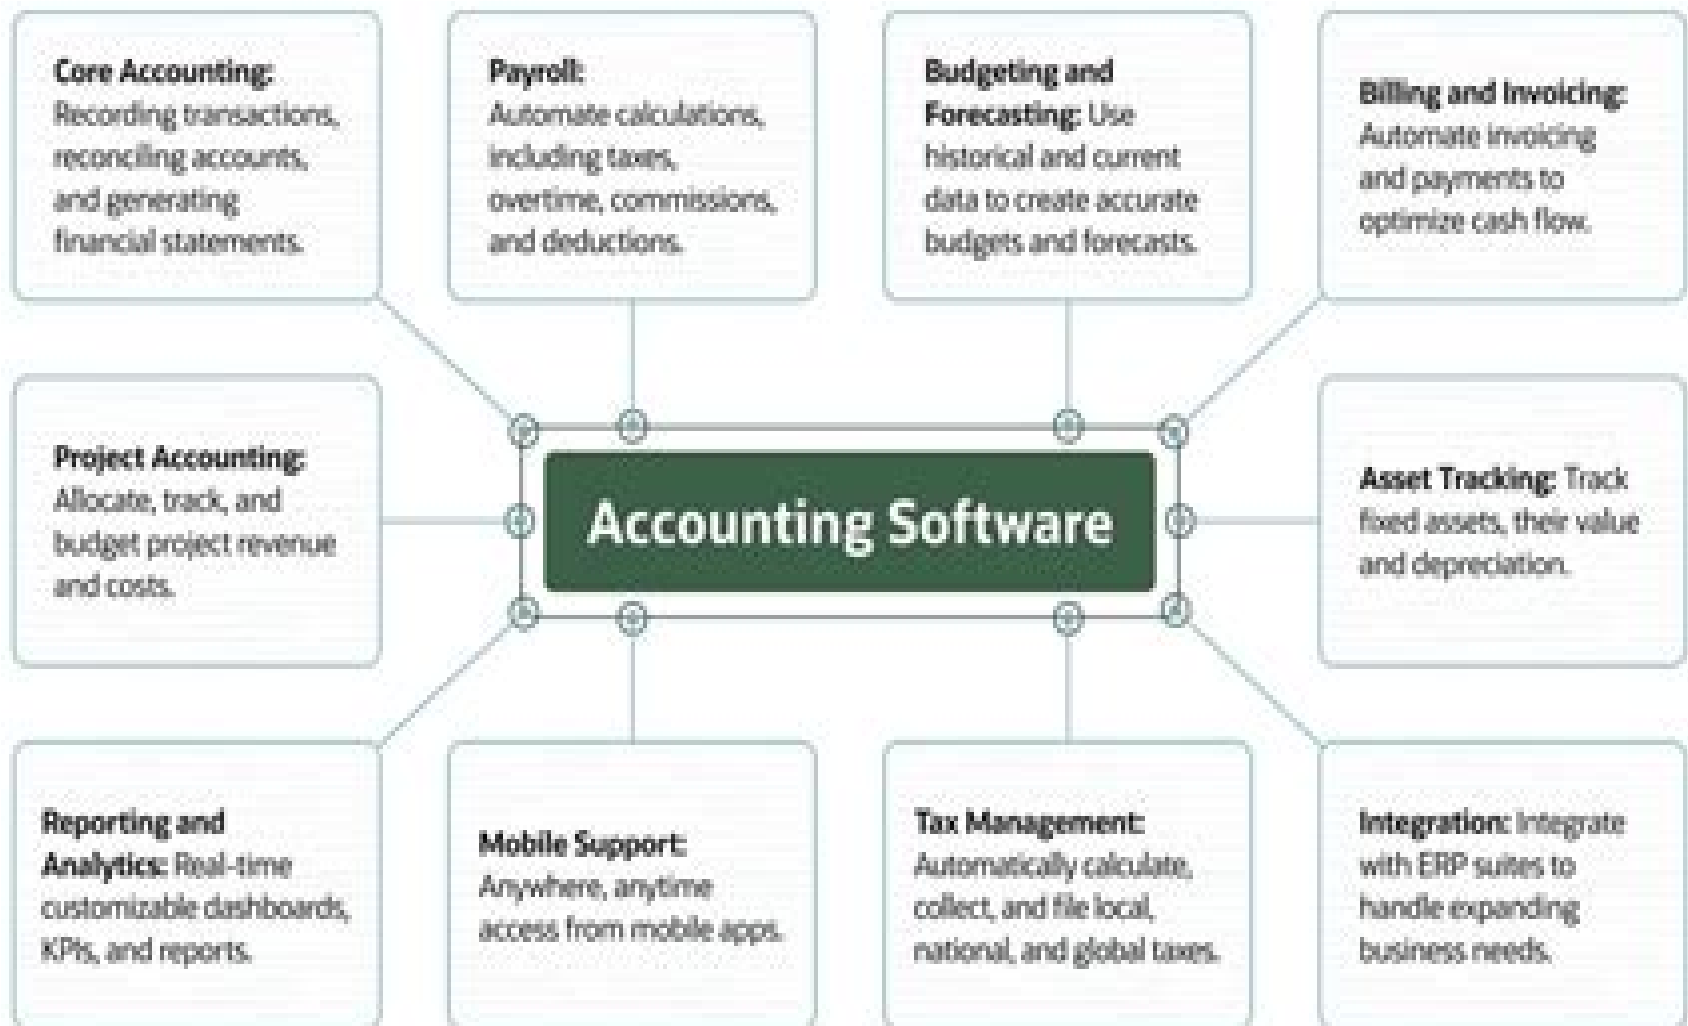 Core Accounting:
Recording transactions,
reconciling accounts,
and generating
financial statements.
Payroll:
Automate calculations,
including taxes,
overtime, commissions,
and deductions.
Budgeting and
Forecasting: Use
historical and current
data to create accurate
budgets and forecasts.
Billing and Invoicing:
Automate invoicing
and payments to
optimize cash flow.
Project Accounting:
Allocate, track, and
budget project revenue
and costs.
Accounting Software
Asset Tracking: Track
fixed assets, their value
and depreciation.
Reporting and
Analytics: Real-time
customizable dashboards,
KPIs, and reports.
Mobile Support:
Anywhere, anytime
access from mobile apps.
Tax Management:
Automatically calculate,
collect, and file local,
national, and global taxes.
Integration: Integrate
with ERP suites to
handle expanding
business needs.